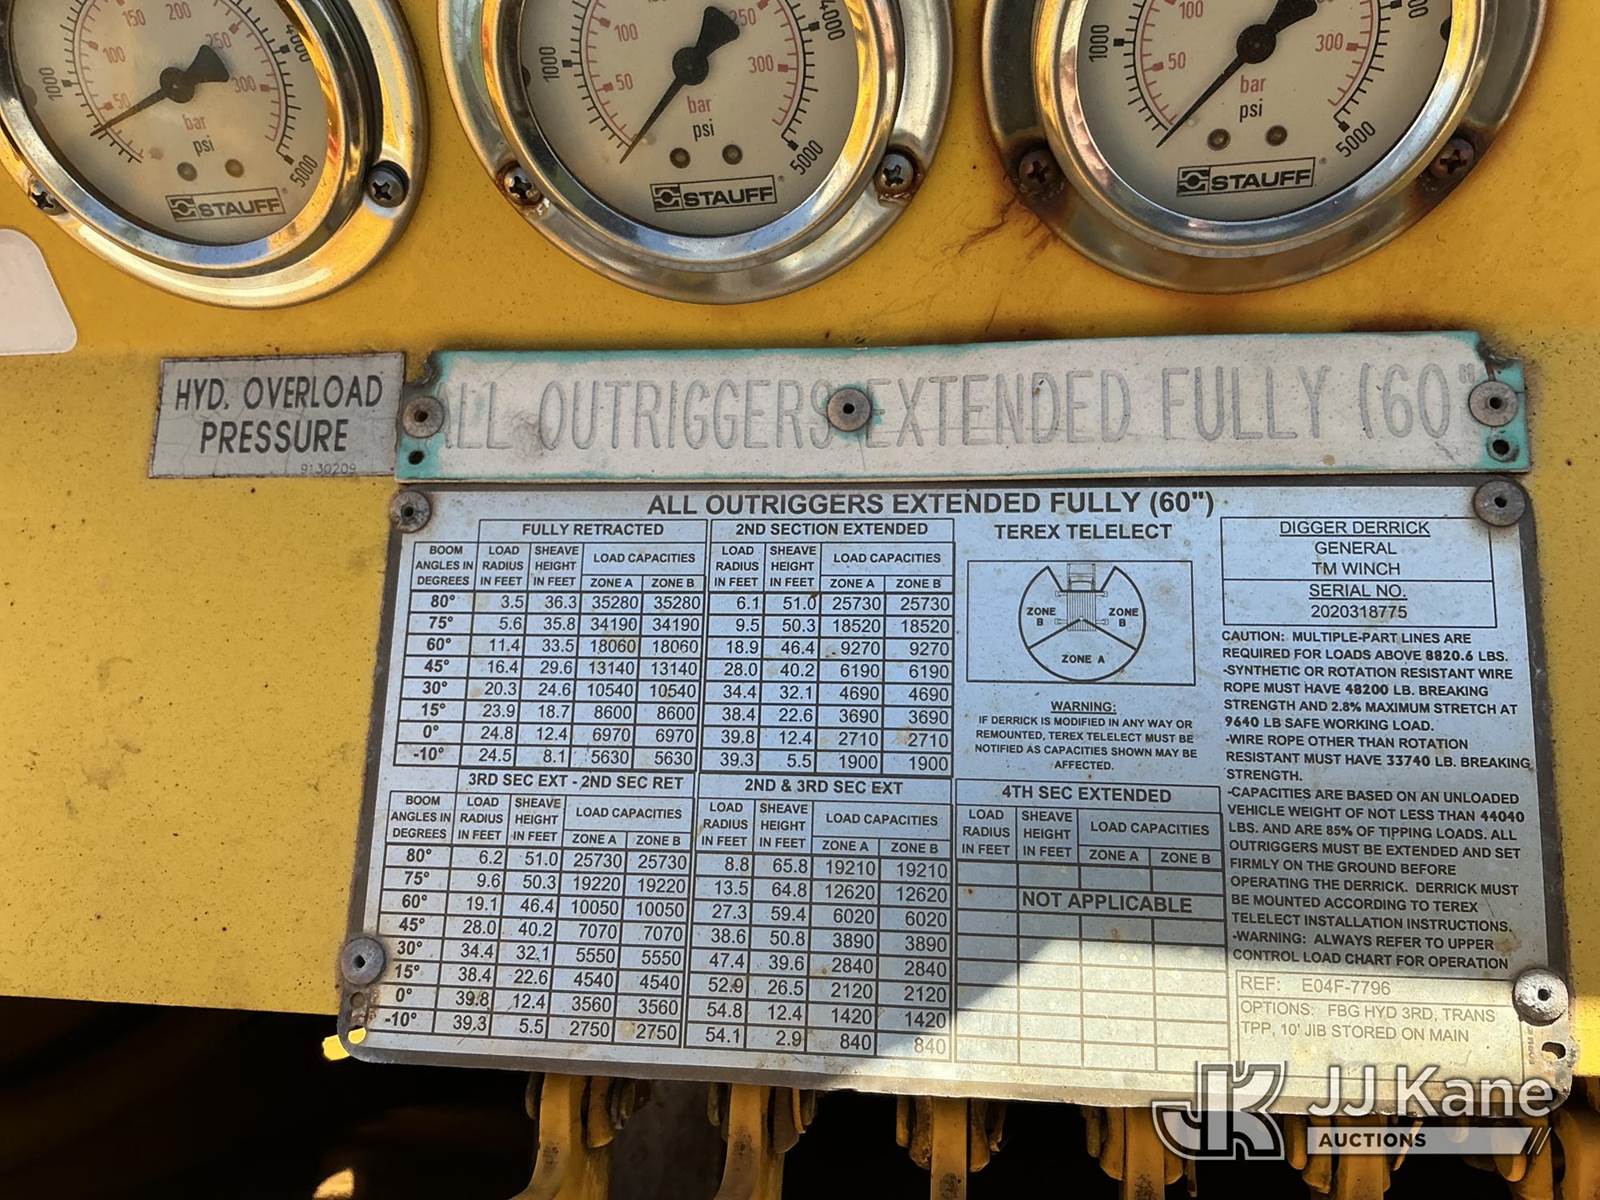 150 200
100 250 4000
1000 50 300
bar
psi
5000
STAUFF
100 250 4000
1000 50 300
bar
psi
5000
STAUFF
100
1000 50 300
bar
psi
5000
STAUFF
HYD. OVERLOAD
PRESSURE
9130209
ALL OUTRIGGERS EXTENDED FULLY (60"
ALL OUTRIGGERS EXTENDED FULLY (60")
FULLY RETRACTED
BOOM ANGLES IN DEGREES LOAD RADIUS IN FEET SHEAVE HEIGHT IN FEET LOAD CAPACITIES
ZONE A ZONE B
80° 3.5 36.3 35280 35280
75° 5.6 35.8 34190 34190
60° 11.4 33.5 18060 18060
45° 16.4 29.6 13140 13140
30° 20.3 24.6 10540 10540
15° 23.9 18.7 8600 8600
0° 24.8 12.4 6970 6970
-10° 24.5 8.1 5630 5630
2ND SECTION EXTENDED
LOAD RADIUS IN FEET SHEAVE HEIGHT IN FEET LOAD CAPACITIES
ZONE A ZONE B
6.1 51.0 25730 25730
9.5 50.3 18520 18520
18.9 46.4 9270 9270
28.0 40.2 6190 6190
34.4 32.1 4690 4690
38.4 22.6 3690 3690
39.8 12.4 2710 2710
39.3 5.5 1900 1900
TEREX TELELECT
ZONE B ZONE B
ZONE A
WARNING:
IF DERRICK IS MODIFIED IN ANY WAY OR
REMOUNTED, TEREX TELELECT MUST BE
NOTIFIED AS CAPACITIES SHOWN MAY BE
AFFECTED.
3RD SEC EXT - 2ND SEC RET
BOOM ANGLES IN DEGREES LOAD RADIUS IN FEET SHEAVE HEIGHT IN FEET LOAD CAPACITIES
ZONE A ZONE B
80° 6.2 51.0 25730 25730
75° 9.6 50.3 19220 19220
60° 19.1 46.4 10050 10050
45° 28.0 40.2 7070 7070
30° 34.4 32.1 5550 5550
15° 38.4 22.6 4540 4540
0° 39.8 12.4 3560 3560
-10° 39.3 5.5 2750 2750
2ND & 3RD SEC EXT
LOAD RADIUS IN FEET SHEAVE HEIGHT IN FEET LOAD CAPACITIES
ZONE A ZONE B
8.8 65.8 19210 19210
13.5 64.8 12620 12620
27.3 59.4 6020 6020
38.6 50.8 3890 3890
47.4 39.6 2840 2840
52.9 26.5 2120 2120
54.8 12.4 1420 1420
54.1 2.9 840 840
4TH SEC EXTENDED
LOAD RADIUS IN FEET SHEAVE HEIGHT IN FEET LOAD CAPACITIES
ZONE A ZONE B
NOT APPLICABLE
DIGGER DERRICK
GENERAL
TM WINCH
SERIAL NO.
2020318775
CAUTION: MULTIPLE-PART LINES ARE
REQUIRED FOR LOADS ABOVE 8820.6 LBS.
-SYNTHETIC OR ROTATION RESISTANT WIRE
ROPE MUST HAVE 48200 LB. BREAKING
STRENGTH AND 2.8% MAXIMUM STRETCH AT
9640 LB SAFE WORKING LOAD.
-WIRE ROPE OTHER THAN ROTATION
RESISTANT MUST HAVE 33740 LB. BREAKING
STRENGTH.
-CAPACITIES ARE BASED ON AN UNLOADED
VEHICLE WEIGHT OF NOT LESS THAN 44040
LBS. AND ARE 85% OF TIPPING LOADS. ALL
OUTRIGGERS MUST BE EXTENDED AND SET
FIRMLY ON THE GROUND BEFORE
OPERATING THE DERRICK. DERRICK MUST
BE MOUNTED ACCORDING TO TEREX
TELELECT INSTALLATION INSTRUCTIONS.
-WARNING: ALWAYS REFER TO UPPER
CONTROL LOAD CHART FOR OPERATION
REF: E04F-7796
OPTIONS: FBG HYD 3RD, TRANS
TPP, 10' JIB STORED ON MAIN
JK JJ Kane
AUCTIONS